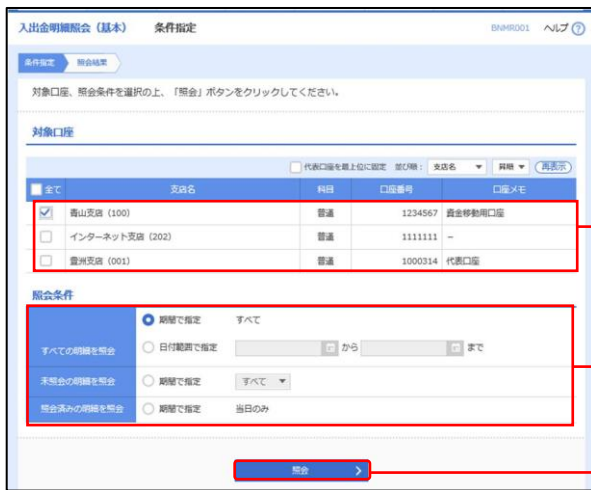 入出金明細照会（基本） 条件指定 BNMR001 ヘルプ ?
条件指定 照会結果
対象口座、照会条件を選択の上、「照会」ボタンをクリックしてください。
対象口座
代表口座を最上位に固定 並び順： 支店名 ▼ 昇順 ▼ 再表示
全て 支店名 科目 口座番号 口座メモ
青山支店（100） 普通 1234567 資金移動用口座
インターネット支店（202） 普通 1111111 －
豊洲支店（001） 普通 1000314 代表口座
照会条件
すべての明細を照会 期間で指定 すべて
日付範囲で指定 から まで
未照会の明細を照会 期間で指定 すべて ▼
照会済みの明細を照会 期間で指定 当日のみ
照会